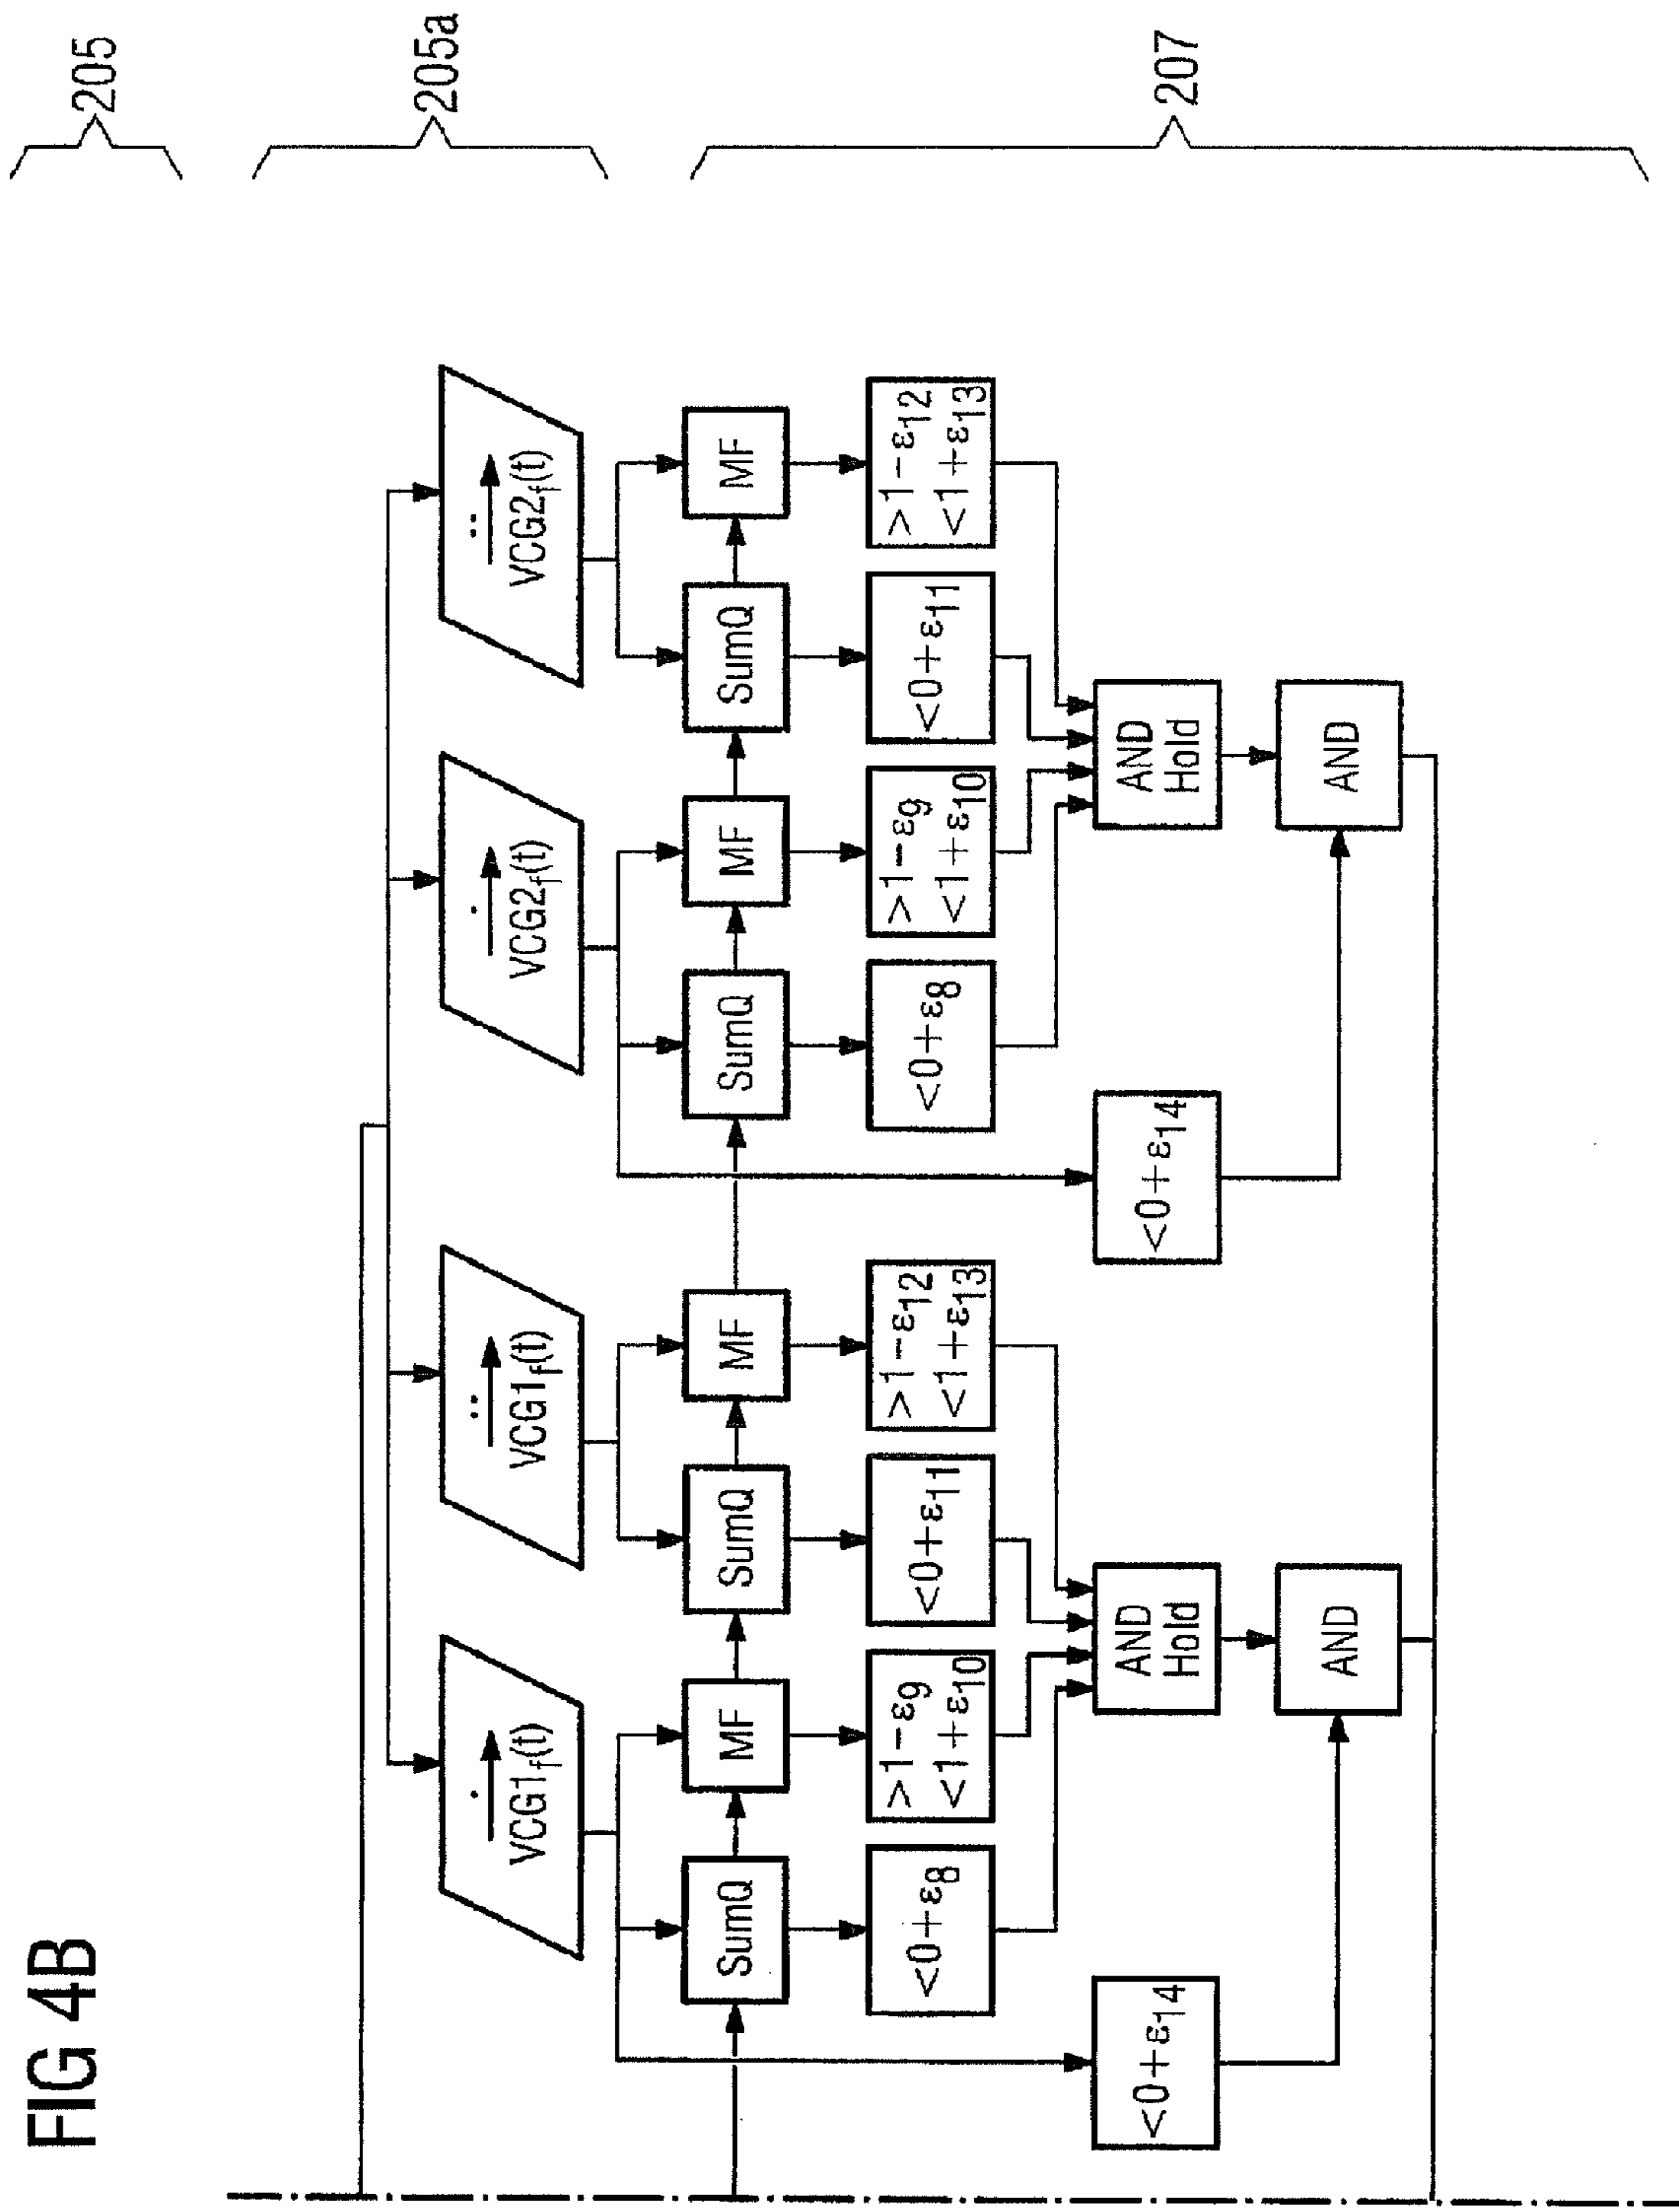 FIG 4B
205
VCG1f(t)
VCG1f(t)
VCG2f(t)
VCG2f(t)
205a
SumQ
MF
SumQ
MF
SumQ
MF
SumQ
MF
<0+ε8
>1−ε9
<1+ε10
<0+ε11
>1−ε12
<1+ε13
<0+ε8
>1−ε9
<1+ε10
<0+ε11
>1−ε12
<1+ε13
207
<0+ε14
AND
Hold
<0+ε14
AND
Hold
AND
AND